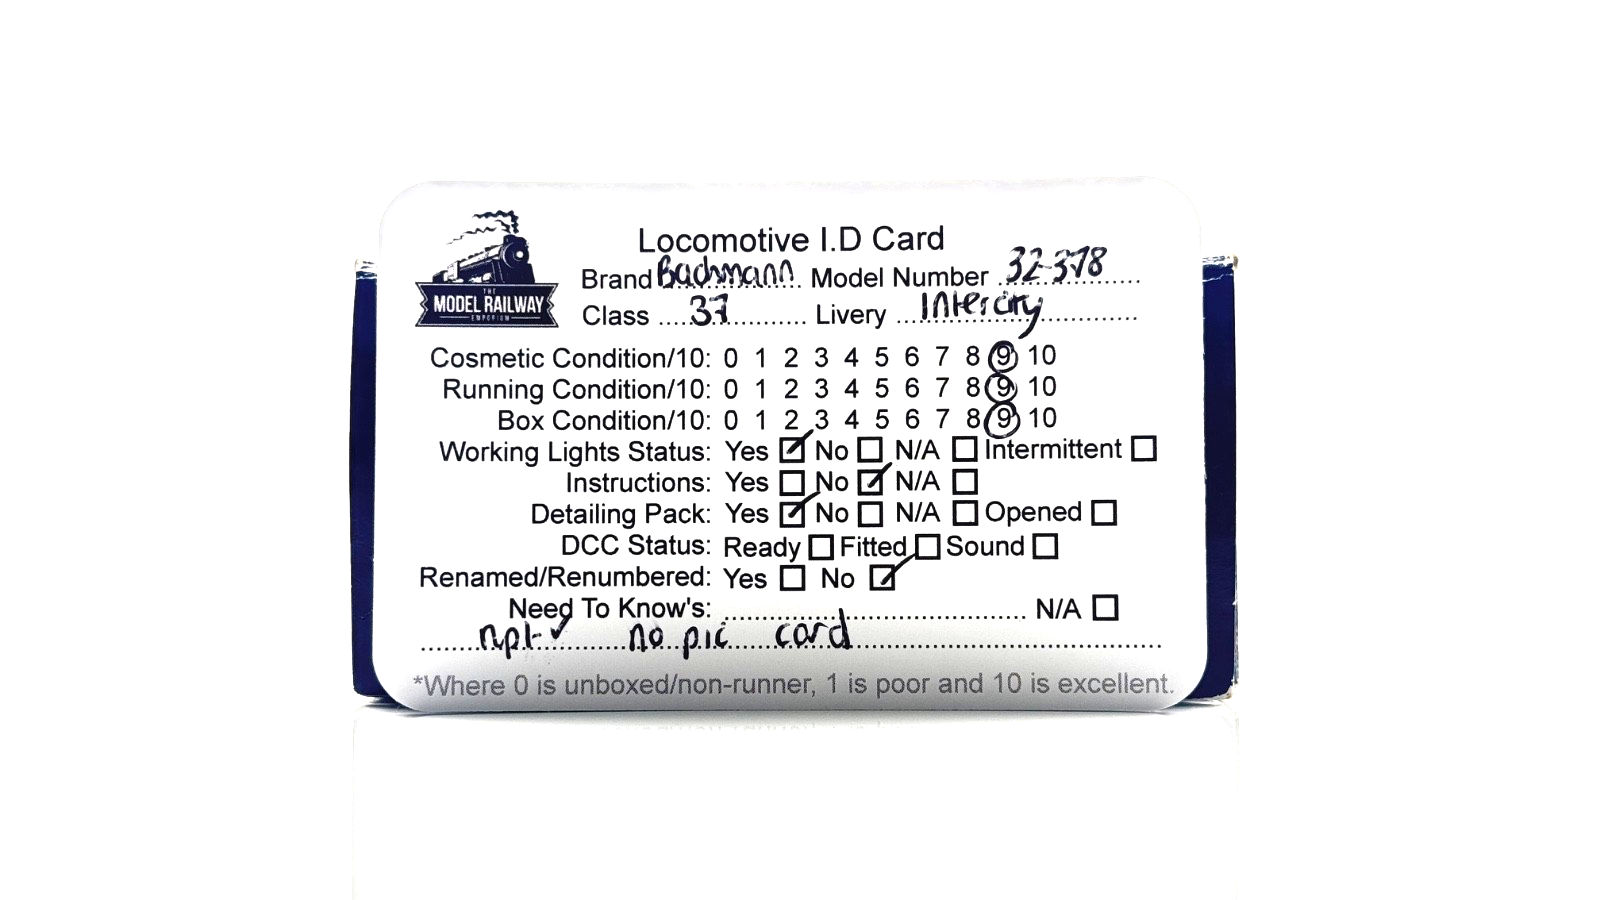 THE
MODEL RAILWAY
EMPORIUM
Locomotive I.D Card
Brand Bachmann Model Number 32-378
Class 37 Livery Intercity
Cosmetic Condition/10: 0 1 2 3 4 5 6 7 8 9 10
Running Condition/10: 0 1 2 3 4 5 6 7 8 9 10
Box Condition/10: 0 1 2 3 4 5 6 7 8 9 10
Working Lights Status: Yes ☑ No ☐ N/A ☐ Intermittent ☐
Instructions: Yes ☐ No ☑ N/A ☐
Detailing Pack: Yes ☑ No ☐ N/A ☐ Opened ☐
DCC Status: Ready ☐ Fitted ☐ Sound ☐
Renamed/Renumbered: Yes ☐ No ☑
Need To Know's: N/A ☐
no pic card
*Where 0 is unboxed/non-runner, 1 is poor and 10 is excellent.